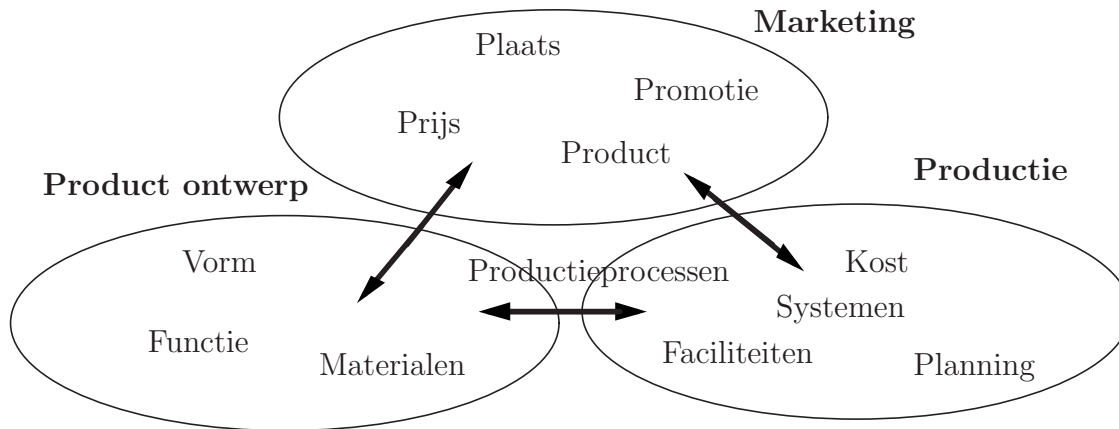 Marketing
Plaats
Promotie
Prijs
Product
Product ontwerp
Productie
Vorm
Productieprocessen
Kost
Systemen
Functie
Materialen
Faciliteiten
Planning